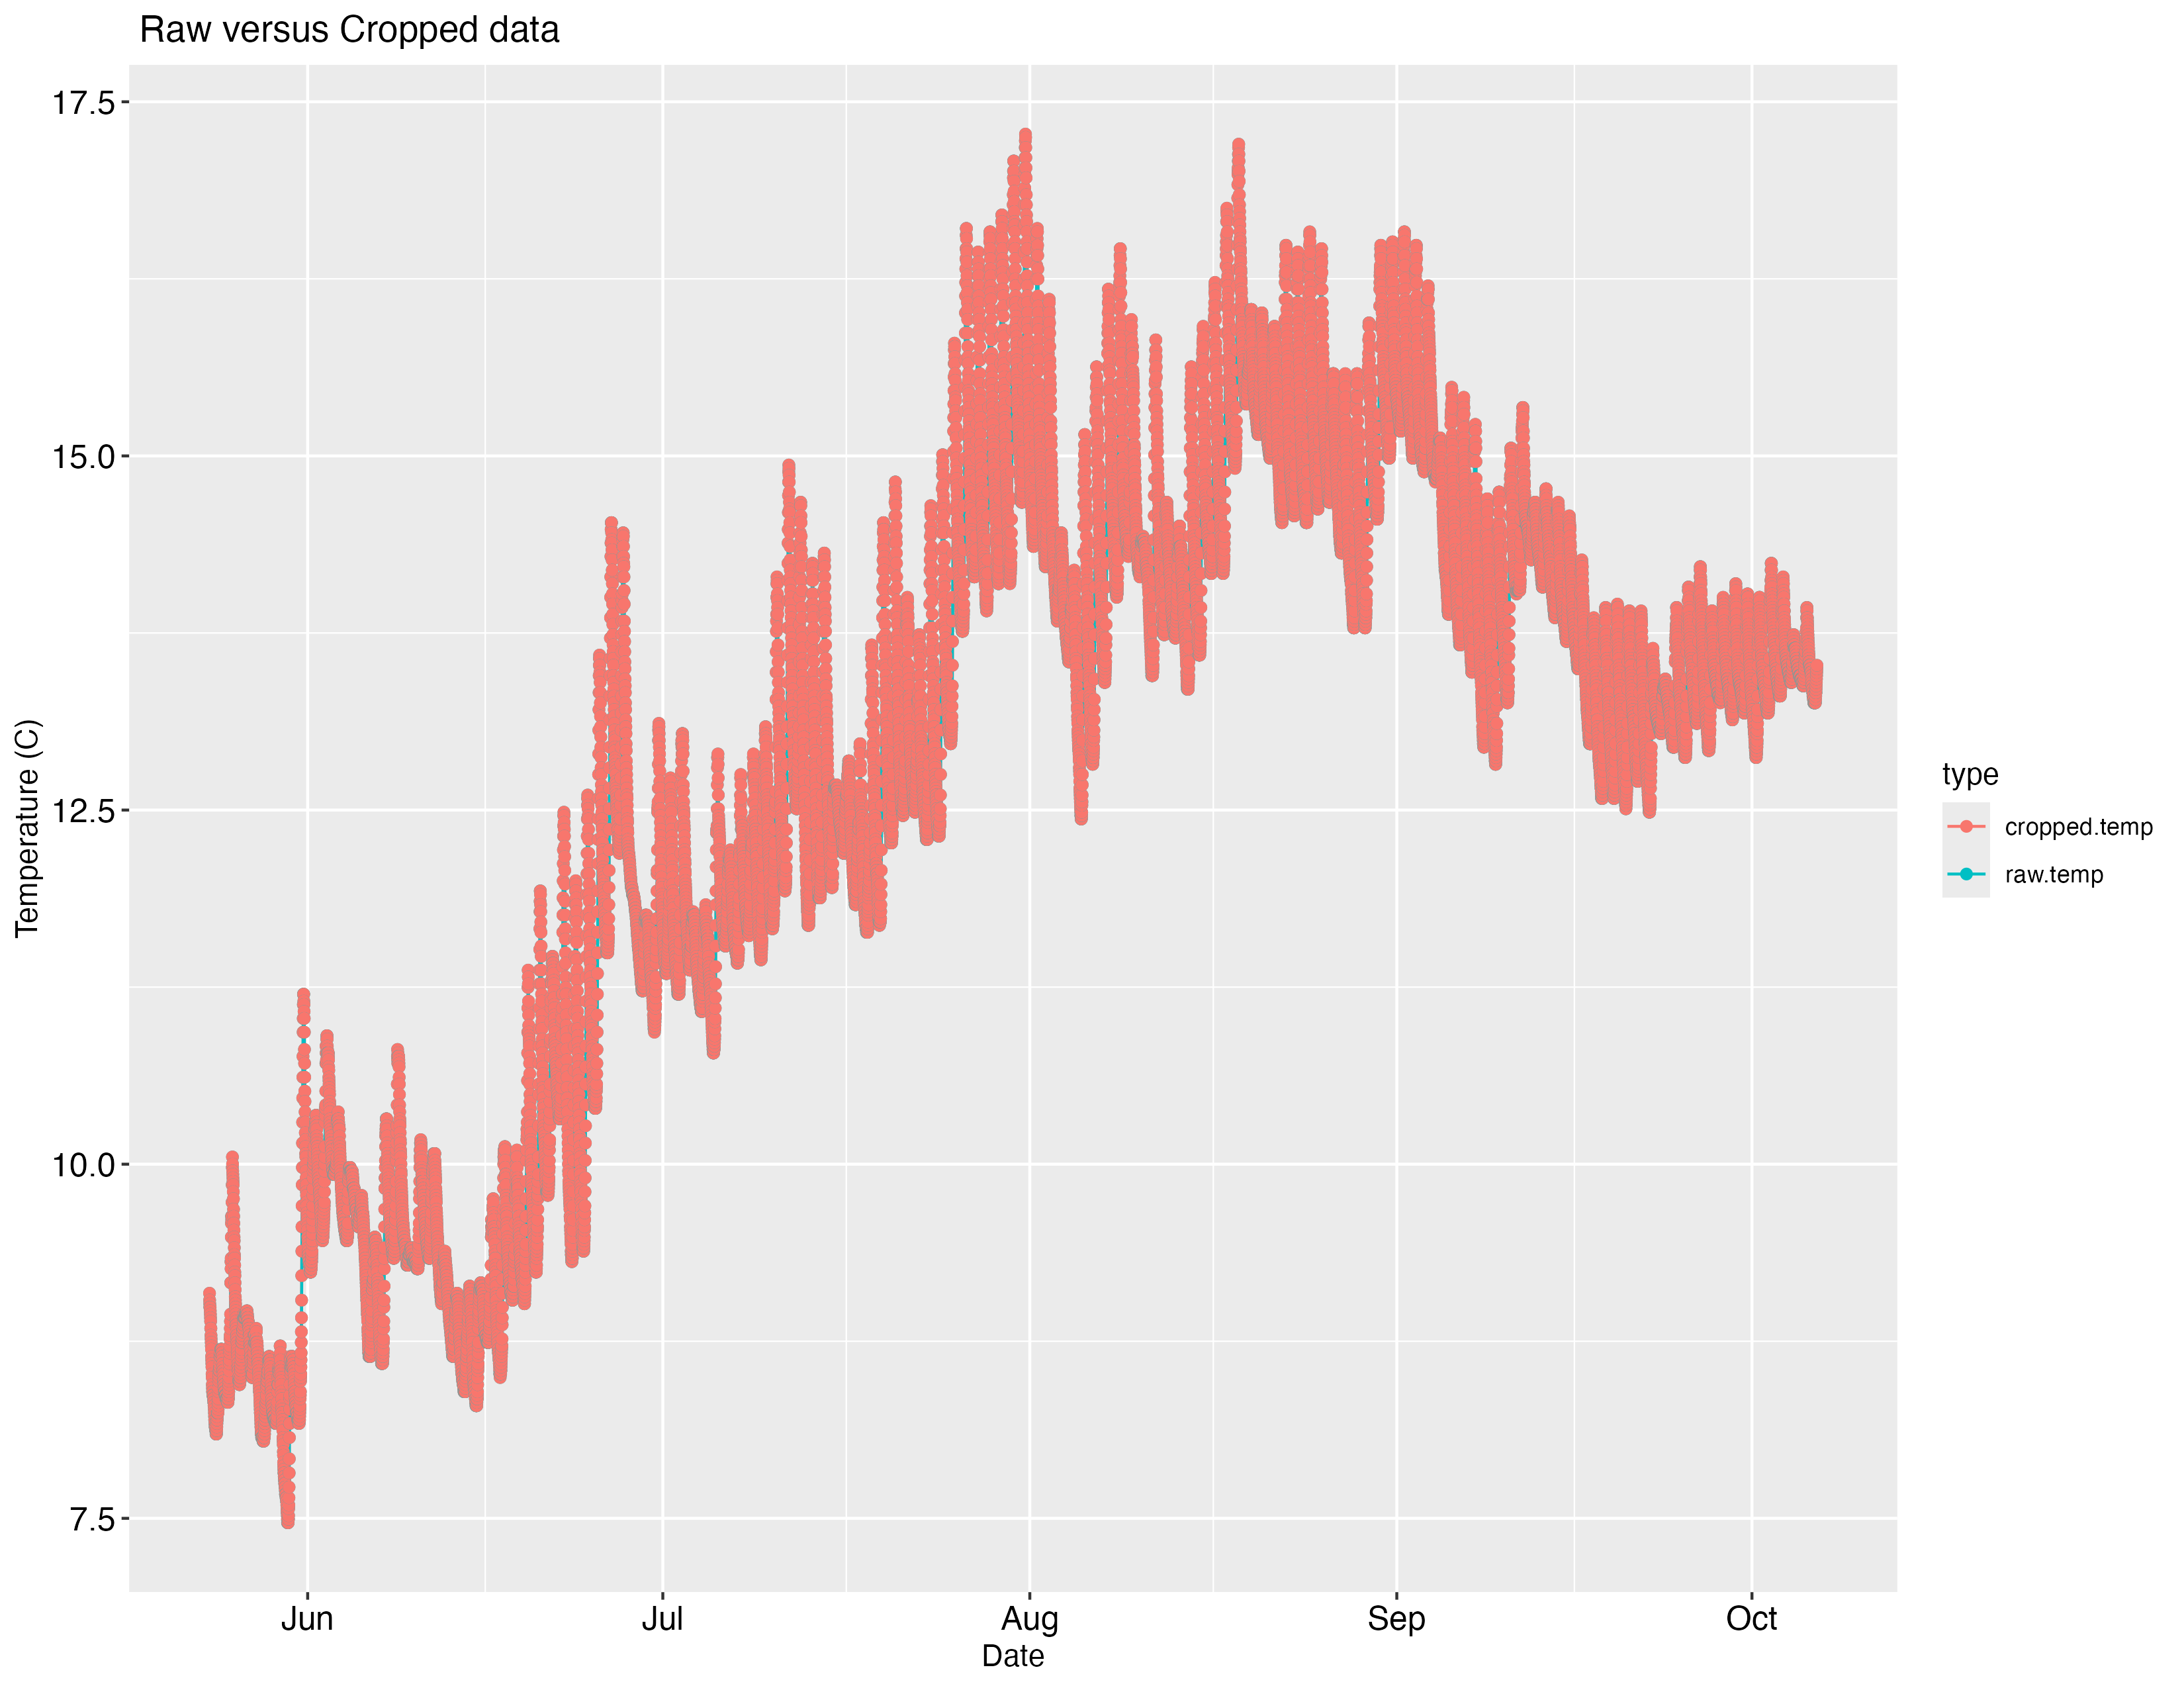 Raw versus Cropped data
17.5
15.0
12.5
10.0
7.5
Temperature (C)
Jun Jul Aug Sep Oct
Date
type
cropped.temp
raw.temp